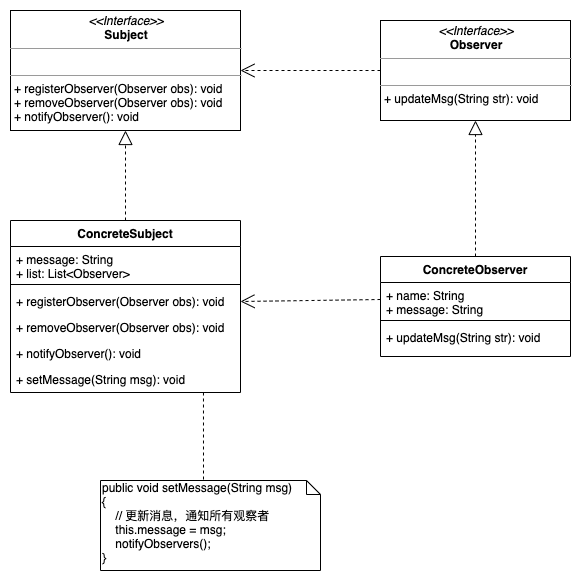 <<Interface>>
Subject
+ registerObserver(Observer obs): void
+ removeObserver(Observer obs): void
+ notifyObserver(): void
<<Interface>>
Observer
+ updateMsg(String str): void
ConcreteSubject
+ message: String
+ list: List<Observer>
+ registerObserver(Observer obs): void
+ removeObserver(Observer obs): void
+ notifyObserver(): void
+ setMessage(String msg): void
ConcreteObserver
+ name: String
+ message: String
+ updateMsg(String str): void
public void setMessage(String msg)
{
// 更新消息，通知所有观察者
this.message = msg;
notifyObservers();
}